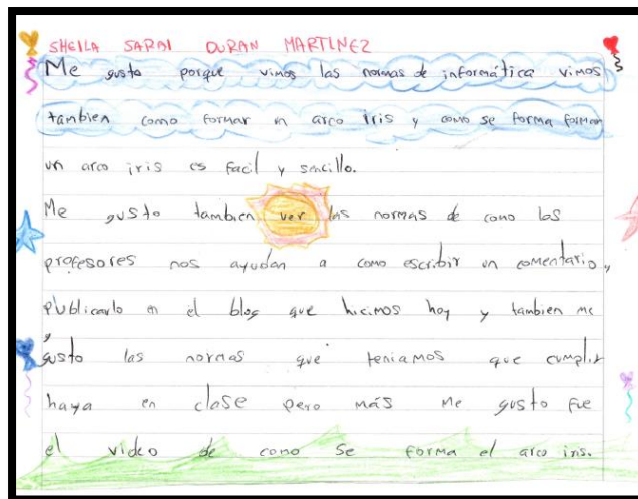 SHEILA SARAI DURAN MARTINEZ
Me gusto porque vimos las normas de informática vimos
tambien como formar un arco iris y como se forma formar
un arco iris es facil y sencillo.
Me gusto tambien ver las normas de como los
profesores nos ayudan a como escribir un comentario y
publicarlo en el blog que hicimos hoy y tambien me
gusto las normas que teniamos que cumplir
haya en clase pero más Me gusto fue
el video de como se forma el arco iris.